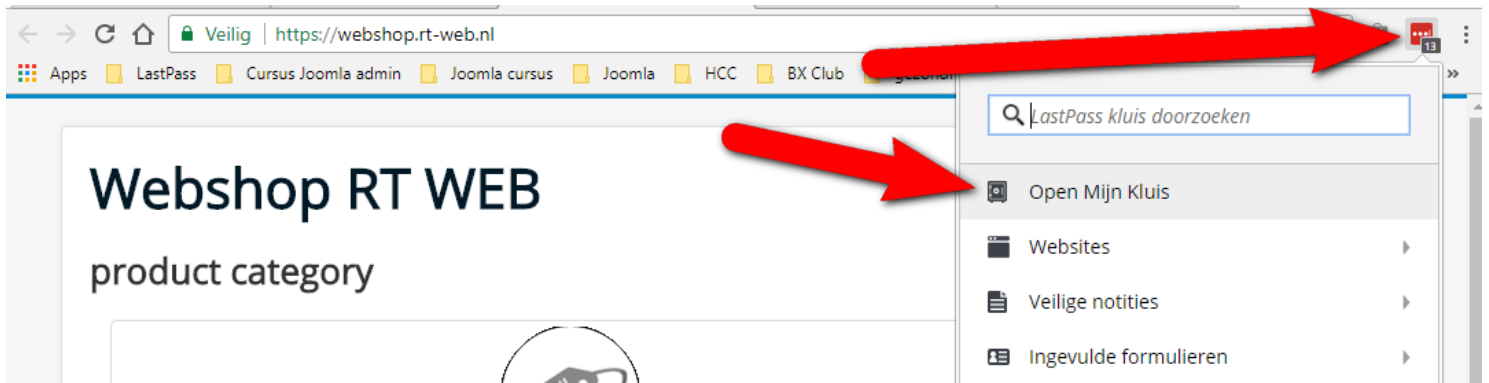 Veilig | https://webshop.rt-web.nl
13
Apps LastPass Cursus Joomla admin Joomla cursus Joomla HCC BX Club »
LastPass kluis doorzoeken
Webshop RT WEB
product category
Open Mijn Kluis
Websites
Veilige notities
Ingevulde formulieren